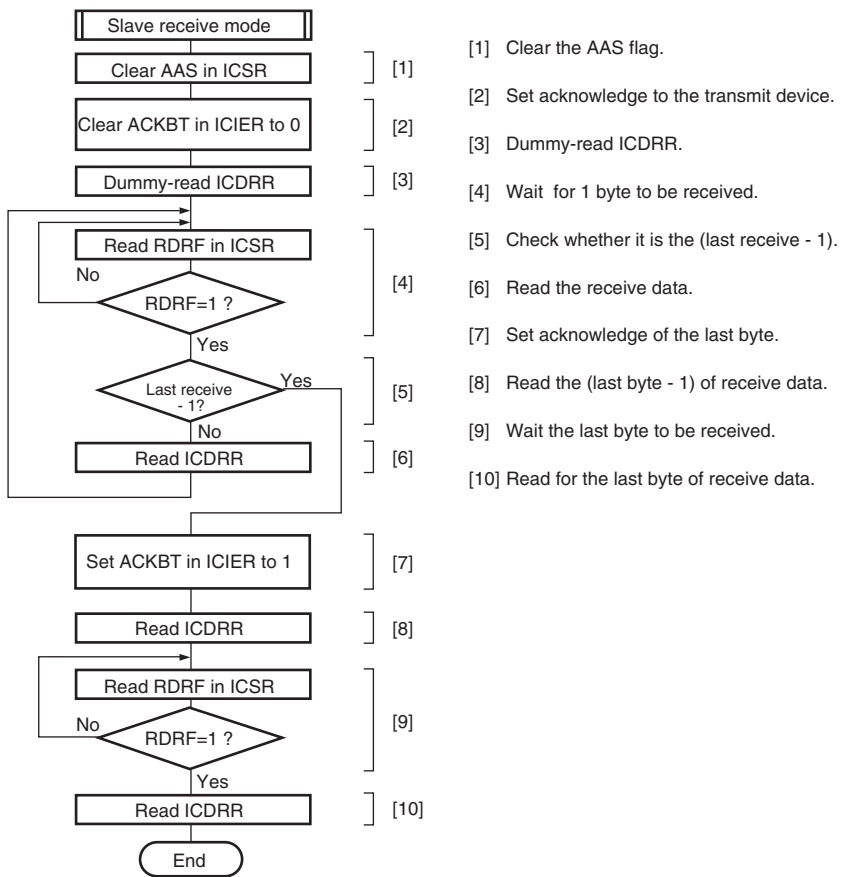 Slave receive mode
Clear AAS in ICSR
[1]
Clear ACKBT in ICIER to 0
[2]
Dummy-read ICDRR
[3]
Read RDRF in ICSR
No
RDRF=1 ?
[4]
Yes
Last receive
- 1?
Yes
[5]
No
Read ICDRR
[6]
Set ACKBT in ICIER to 1
[7]
Read ICDRR
[8]
Read RDRF in ICSR
No
RDRF=1 ?
[9]
Yes
Read ICDRR
[10]
End
[1] Clear the AAS flag.
[2] Set acknowledge to the transmit device.
[3] Dummy-read ICDRR.
[4] Wait for 1 byte to be received.
[5] Check whether it is the (last receive - 1).
[6] Read the receive data.
[7] Set acknowledge of the last byte.
[8] Read the (last byte - 1) of receive data.
[9] Wait the last byte to be received.
[10] Read for the last byte of receive data.